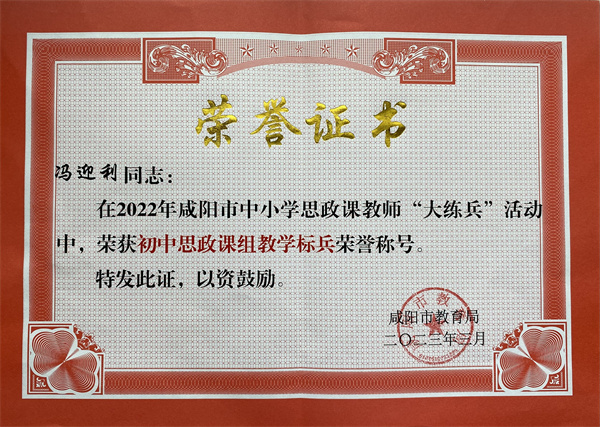 荣誉证书
冯迎利同志：
在2022年咸阳市中小学思政课教师“大练兵”活动
中，荣获初中思政课组教学标兵荣誉称号。
特发此证，以资鼓励。
咸阳市教育局
二〇二三年三月